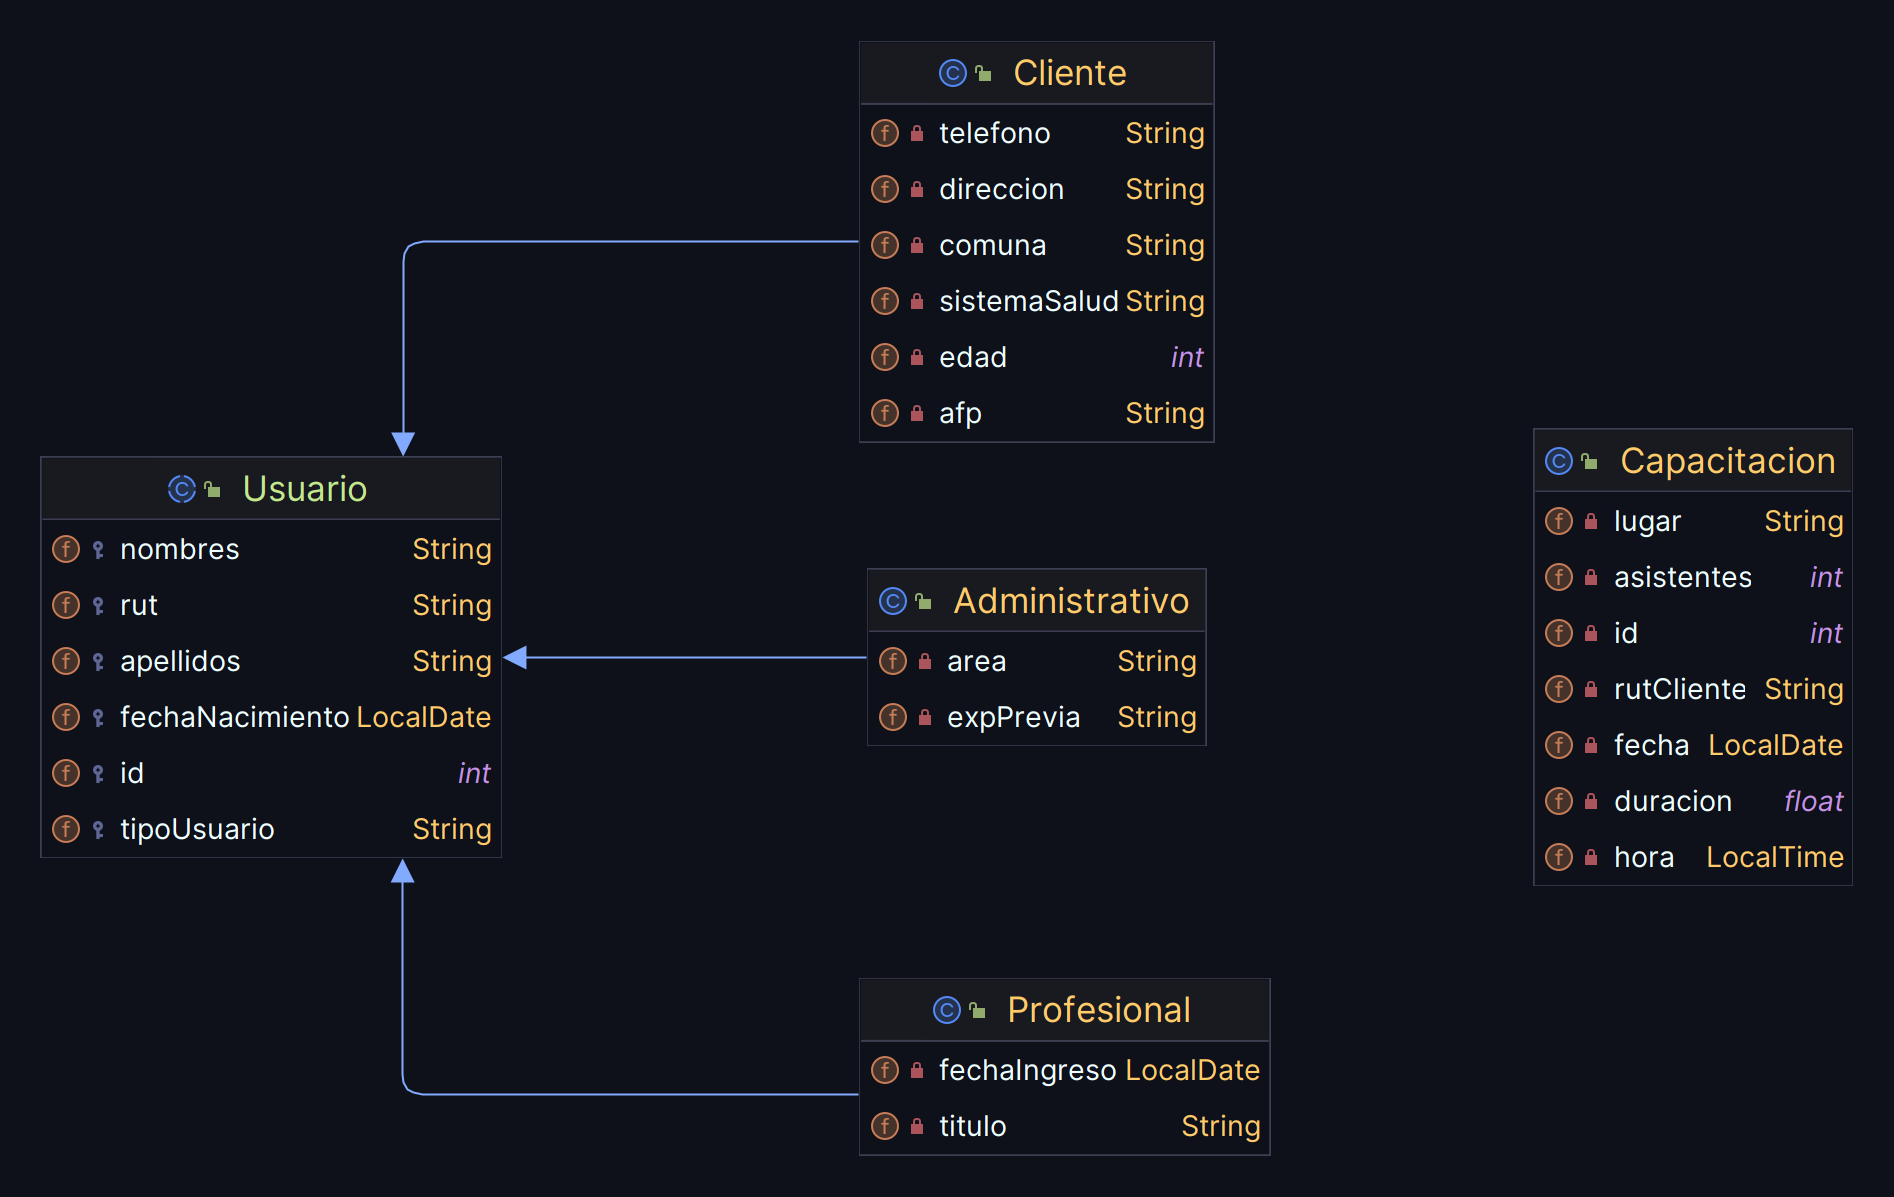 Cliente
telefono String
direccion String
comuna String
sistemaSalud String
edad int
afp String
Usuario
nombres String
rut String
apellidos String
fechaNacimiento LocalDate
id int
tipoUsuario String
Administrativo
area String
expPrevia String
Profesional
fechaIngreso LocalDate
titulo String
Capacitacion
lugar String
asistentes int
id int
rutCliente String
fecha LocalDate
duracion float
hora LocalTime